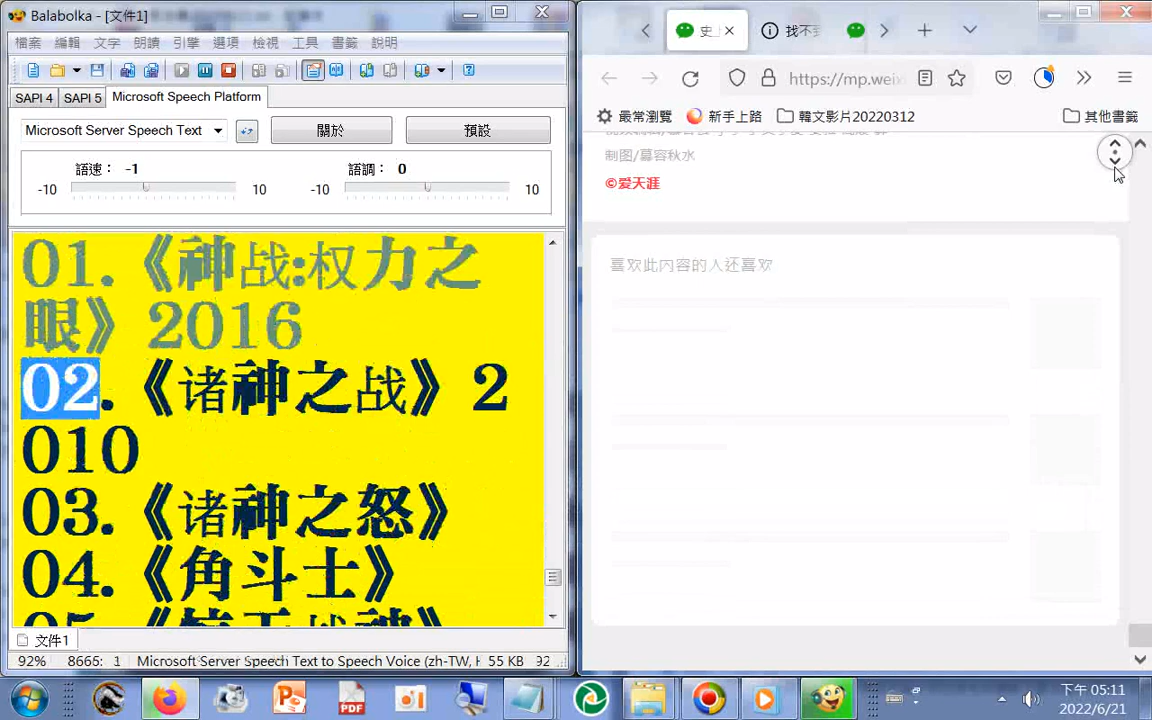 Balabolka - [文件1]
檔案 編輯 文字 朗讀 引擎 選項 檢視 工具 書籤 說明
SAPI 4 SAPI 5 Microsoft Speech Platform
Microsoft Server Speech Text
關於
預設
語速： -1
語調： 0
-10 10 -10 10
01.《神战:权力之
眼》2016
02.《诸神之战》2
010
03.《诸神之怒》
04.《角斗士》
文件1
92% 8665: 1 Microsoft Server Speech Text to Speech Voice (zh-TW, H 55 KB 92
史上
找不到
https://mp.weix
最常瀏覽 新手上路 韓文影片20220312 其他書籤
制图/幕容秋水
©爱天涯
喜欢此内容的人还喜欢
下午 05:11
2022/6/21